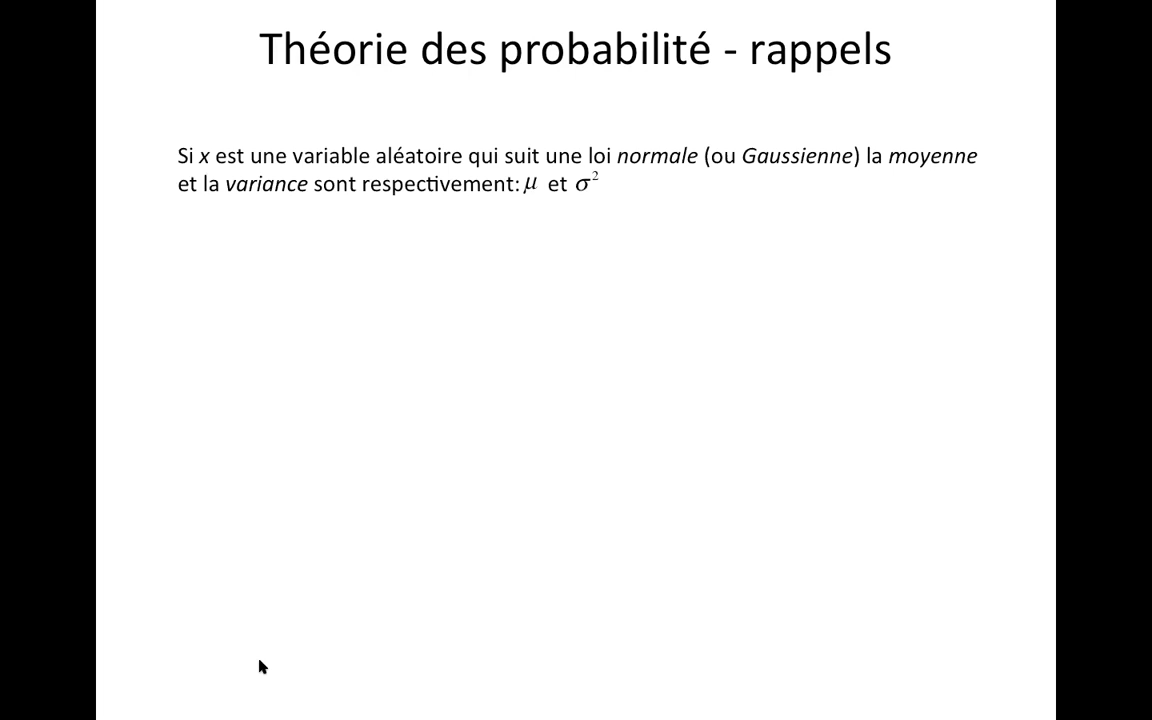 Théorie des probabilité - rappels
Si x est une variable aléatoire qui suit une loi normale (ou Gaussienne) la moyenne
et la variance sont respectivement: μ et σ²